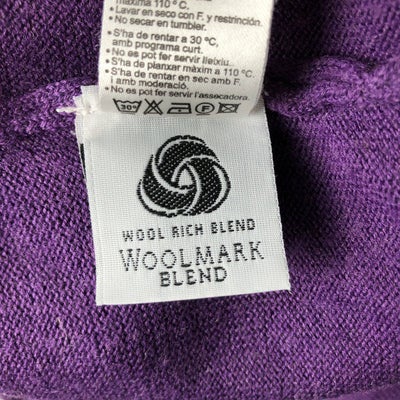 máxima 110 °C.
• Lavar en seco con F. y restrinción.
• No secar en tumbler.
• S'ha de rentar a 30 °C,
amb programa curt.
• No es pot fer servir lleixiu.
• S'ha de planxar màxim a 110 °C.
• S'ha de rentar en sec amb F.
i amb moderació.
• No es pot fer servir l'assecadora.
30° F
WOOL RICH BLEND
WOOLMARK
BLEND